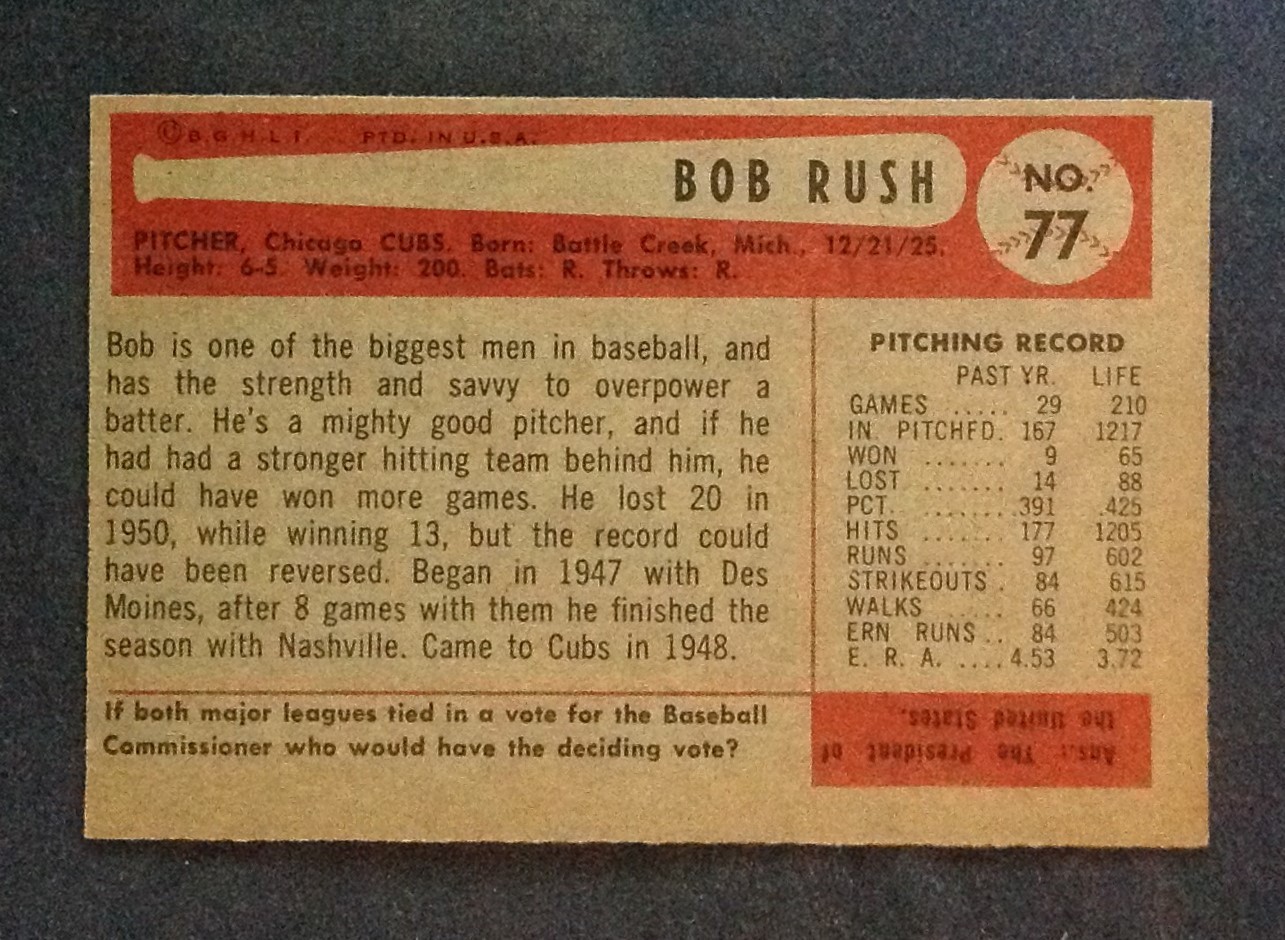 ©B.G.H.L.I. PTD. IN U.S.A.
BOB RUSH
NO.
77
PITCHER, Chicago CUBS. Born: Battle Creek, Mich., 12/21/25.
Height: 6-5. Weight: 200. Bats: R. Throws: R.
Bob is one of the biggest men in baseball, and
has the strength and savvy to overpower a
batter. He's a mighty good pitcher, and if he
had had a stronger hitting team behind him, he
could have won more games. He lost 20 in
1950, while winning 13, but the record could
have been reversed. Began in 1947 with Des
Moines, after 8 games with them he finished the
season with Nashville. Came to Cubs in 1948.
PITCHING RECORD
PAST YR. LIFE
GAMES ..... 29 210
IN. PITCHED. 167 1217
WON ....... 9 65
LOST ....... 14 88
PCT. ....... .391 .425
HITS ....... 177 1205
RUNS ....... 97 602
STRIKEOUTS . 84 615
WALKS ..... 66 424
ERN RUNS .. 84 503
E. R. A. ....4.53 3.72
If both major leagues tied in a vote for the Baseball
Commissioner who would have the deciding vote?
Ans.: The President of
the United States.